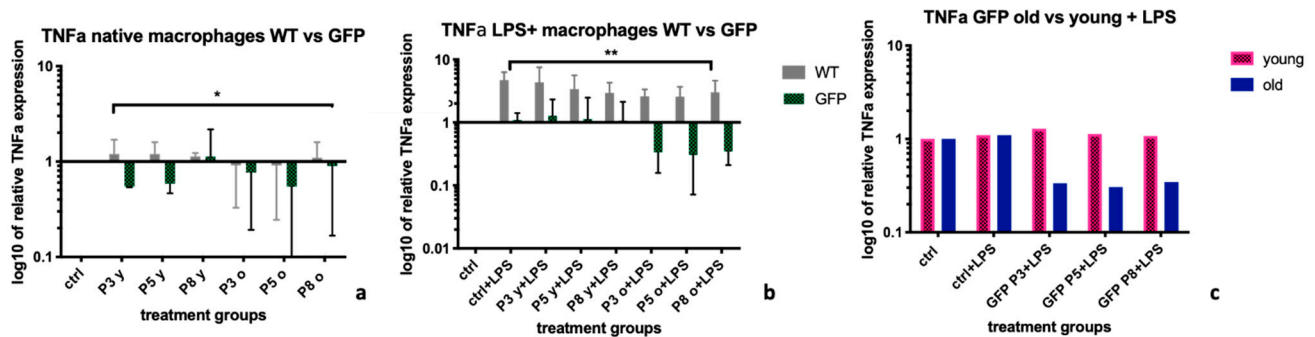 TNFa native macrophages WT vs GFP
log10 of relative TNFa expression
10
1
0.1
*
ctrl
P3 y
P5 y
P8 y
P3 o
P5 o
P8 o
treatment groups
a
TNFa LPS+ macrophages WT vs GFP
log10 of relative TNFa expression
10
1
0.1
0.01
**
WT
GFP
ctrl
ctrl+LPS
P3 y+LPS
P5 y+LPS
P8 y+LPS
P3 o+LPS
P5 o+LPS
P8 o+LPS
treatment groups
b
TNFa GFP old vs young + LPS
log10 of relative TNFa expression
10
1
0.1
young
old
ctrl
ctrl+LPS
GFP P3+LPS
GFP P5+LPS
GFP P8+LPS
treatment groups
c